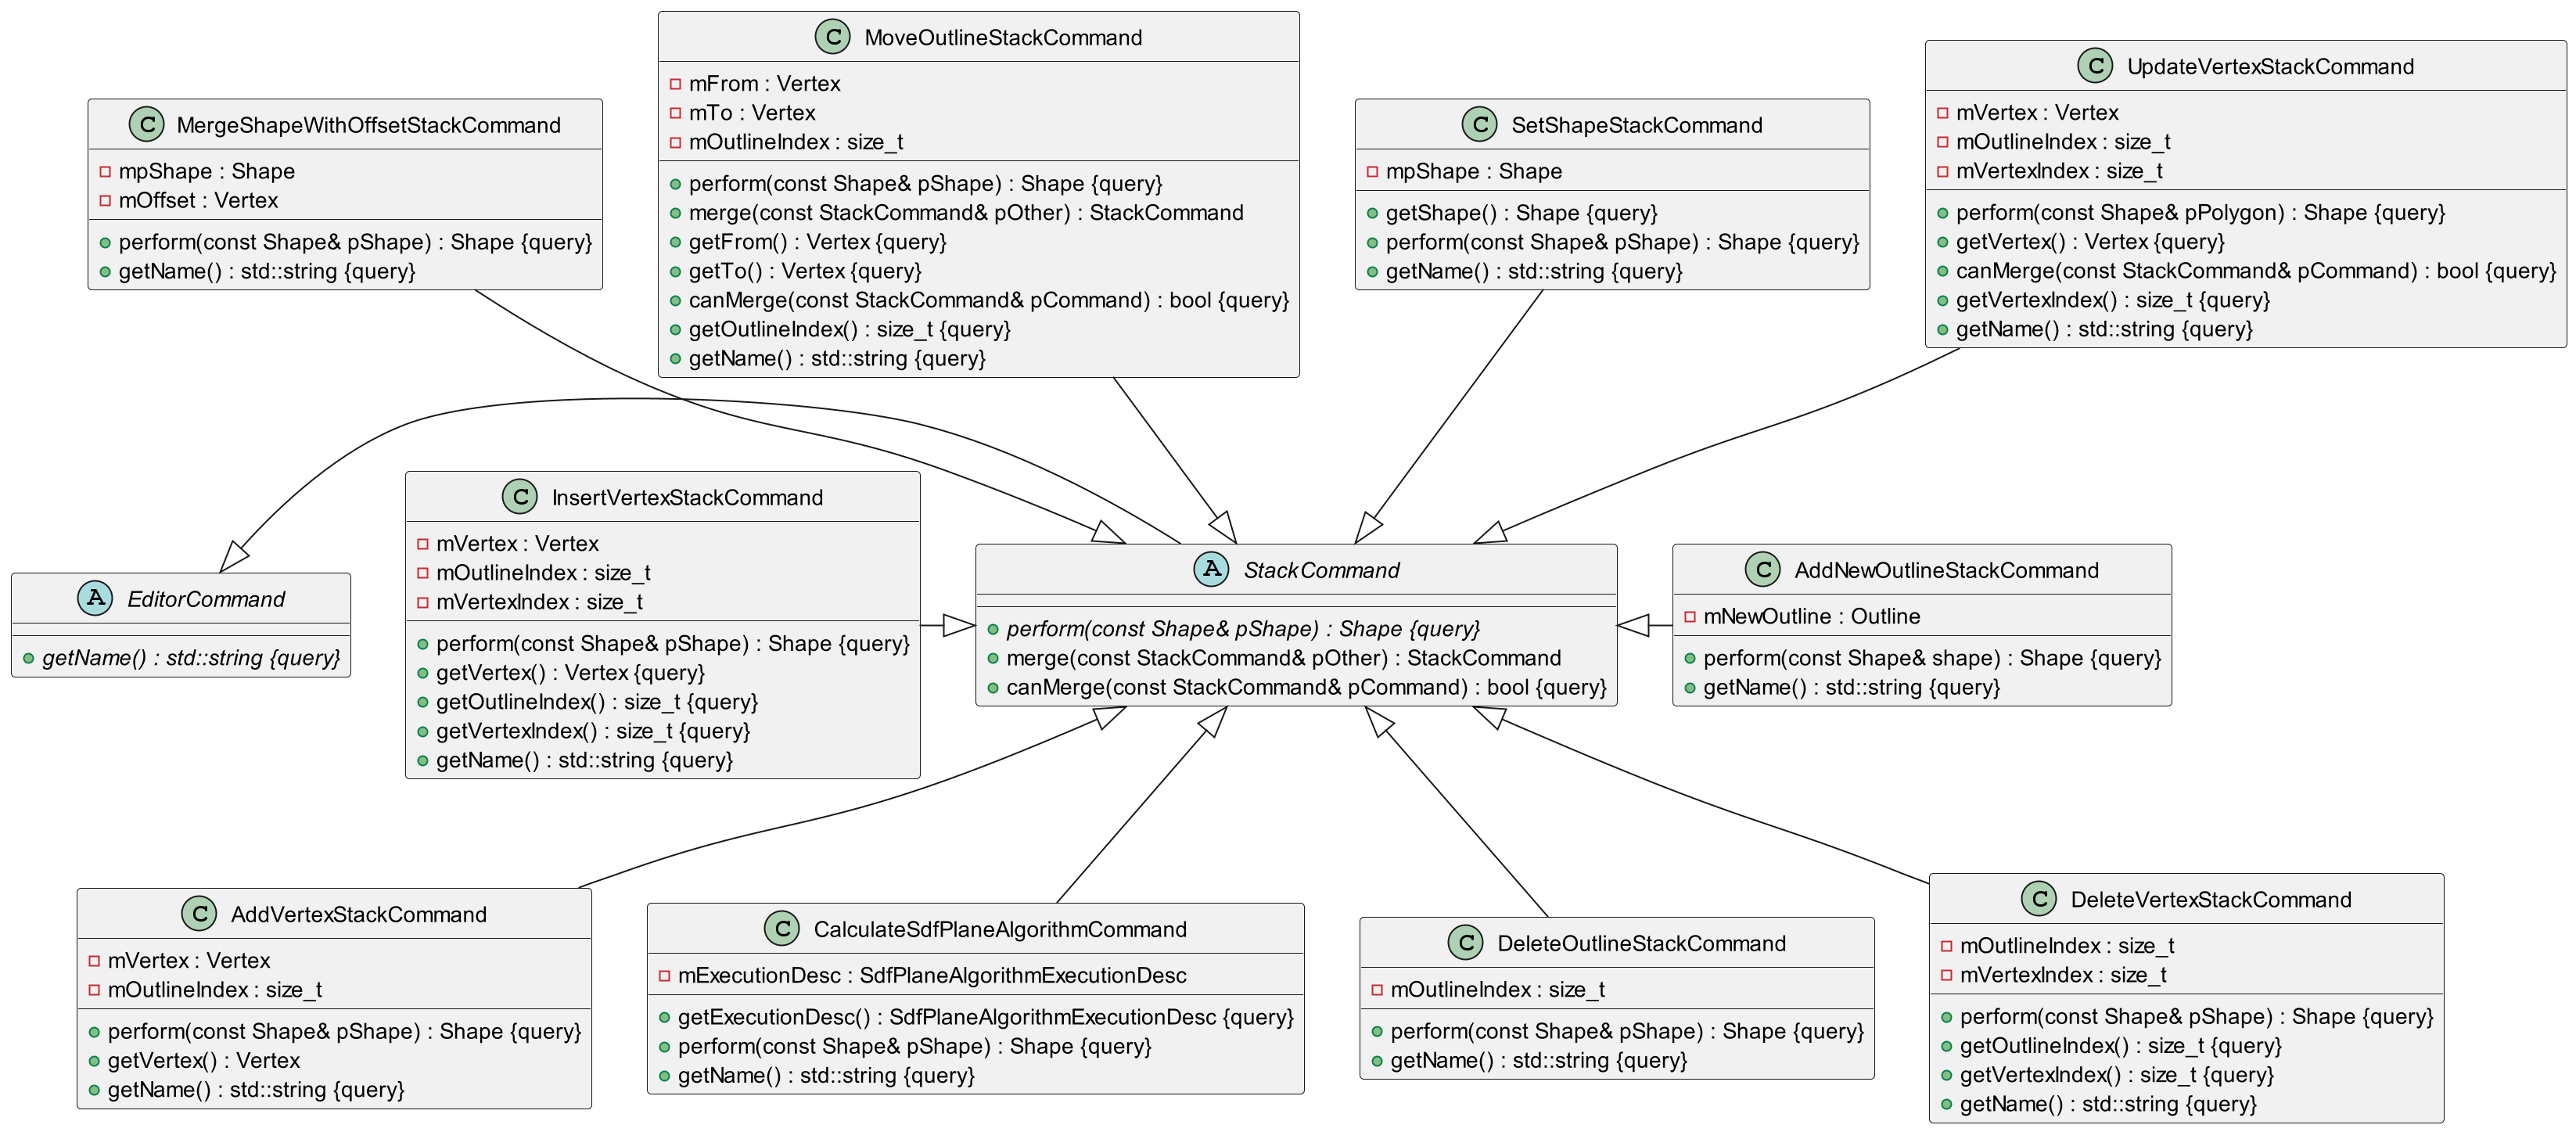 C MoveOutlineStackCommand
mFrom : Vertex
mTo : Vertex
mOutlineIndex : size_t
perform(const Shape& pShape) : Shape {query}
merge(const StackCommand& pOther) : StackCommand
getFrom() : Vertex {query}
getTo() : Vertex {query}
canMerge(const StackCommand& pCommand) : bool {query}
getOutlineIndex() : size_t {query}
getName() : std::string {query}
C UpdateVertexStackCommand
mVertex : Vertex
mOutlineIndex : size_t
mVertexIndex : size_t
perform(const Shape& pPolygon) : Shape {query}
getVertex() : Vertex {query}
canMerge(const StackCommand& pCommand) : bool {query}
getVertexIndex() : size_t {query}
getName() : std::string {query}
C MergeShapeWithOffsetStackCommand
mpShape : Shape
mOffset : Vertex
perform(const Shape& pShape) : Shape {query}
getName() : std::string {query}
C SetShapeStackCommand
mpShape : Shape
getShape() : Shape {query}
perform(const Shape& pShape) : Shape {query}
getName() : std::string {query}
C InsertVertexStackCommand
mVertex : Vertex
mOutlineIndex : size_t
mVertexIndex : size_t
perform(const Shape& pShape) : Shape {query}
getVertex() : Vertex {query}
getOutlineIndex() : size_t {query}
getVertexIndex() : size_t {query}
getName() : std::string {query}
A EditorCommand
getName() : std::string {query}
A StackCommand
perform(const Shape& pShape) : Shape {query}
merge(const StackCommand& pOther) : StackCommand
canMerge(const StackCommand& pCommand) : bool {query}
C AddNewOutlineStackCommand
mNewOutline : Outline
perform(const Shape& shape) : Shape {query}
getName() : std::string {query}
C AddVertexStackCommand
mVertex : Vertex
mOutlineIndex : size_t
perform(const Shape& pShape) : Shape {query}
getVertex() : Vertex
getName() : std::string {query}
C CalculateSdfPlaneAlgorithmCommand
mExecutionDesc : SdfPlaneAlgorithmExecutionDesc
getExecutionDesc() : SdfPlaneAlgorithmExecutionDesc {query}
perform(const Shape& pShape) : Shape {query}
getName() : std::string {query}
C DeleteOutlineStackCommand
mOutlineIndex : size_t
perform(const Shape& pShape) : Shape {query}
getName() : std::string {query}
C DeleteVertexStackCommand
mOutlineIndex : size_t
mVertexIndex : size_t
perform(const Shape& pShape) : Shape {query}
getOutlineIndex() : size_t {query}
getVertexIndex() : size_t {query}
getName() : std::string {query}